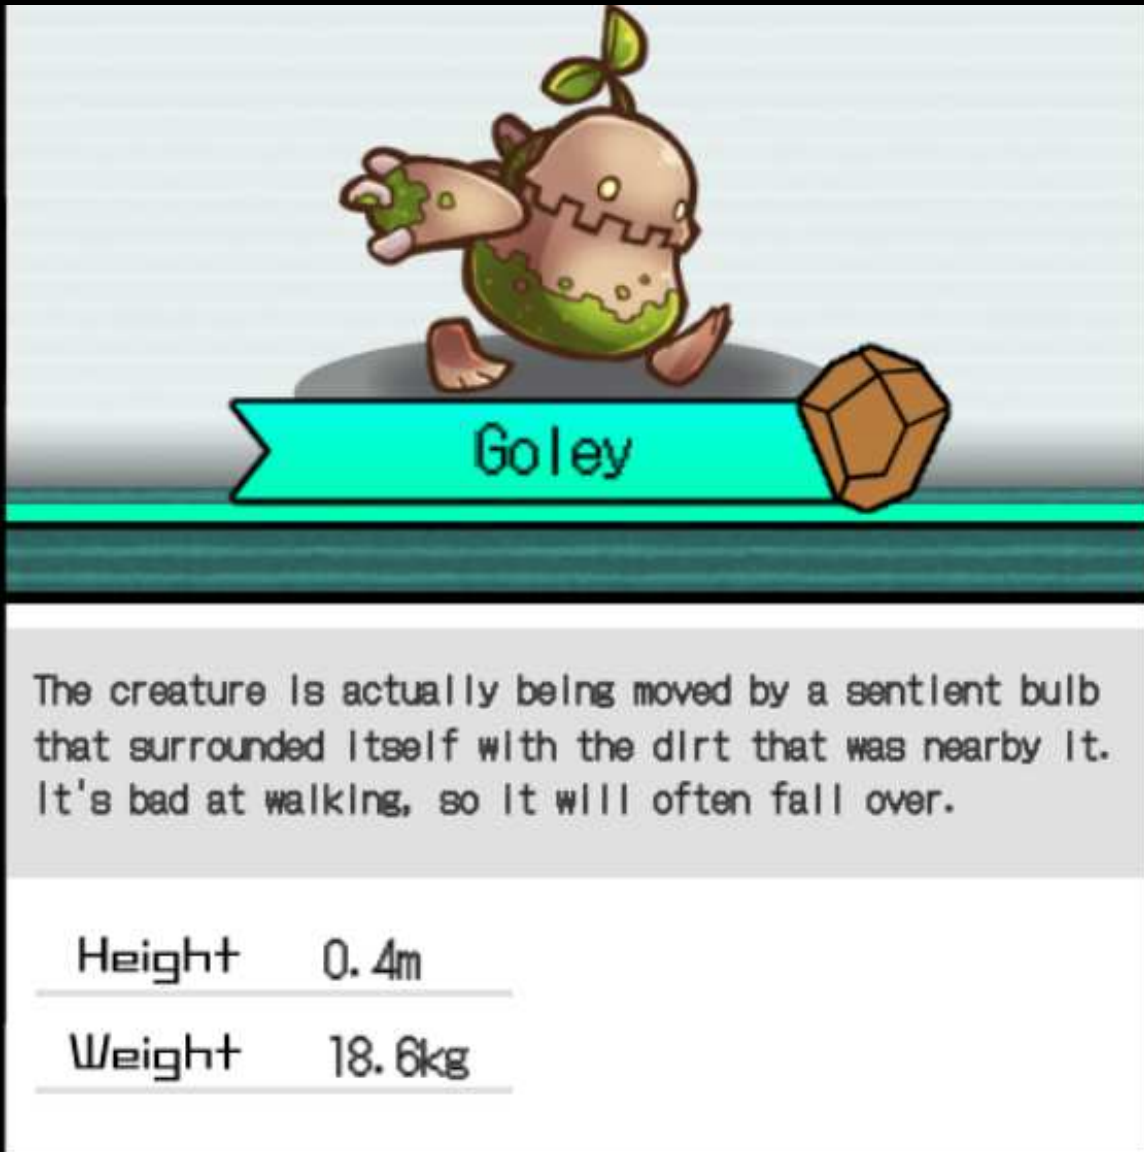 Goley
The creature is actually being moved by a sentient bulb
that surrounded itself with the dirt that was nearby it.
It's bad at walking, so it will often fall over.
Height 0.4m
Weight 18.6kg